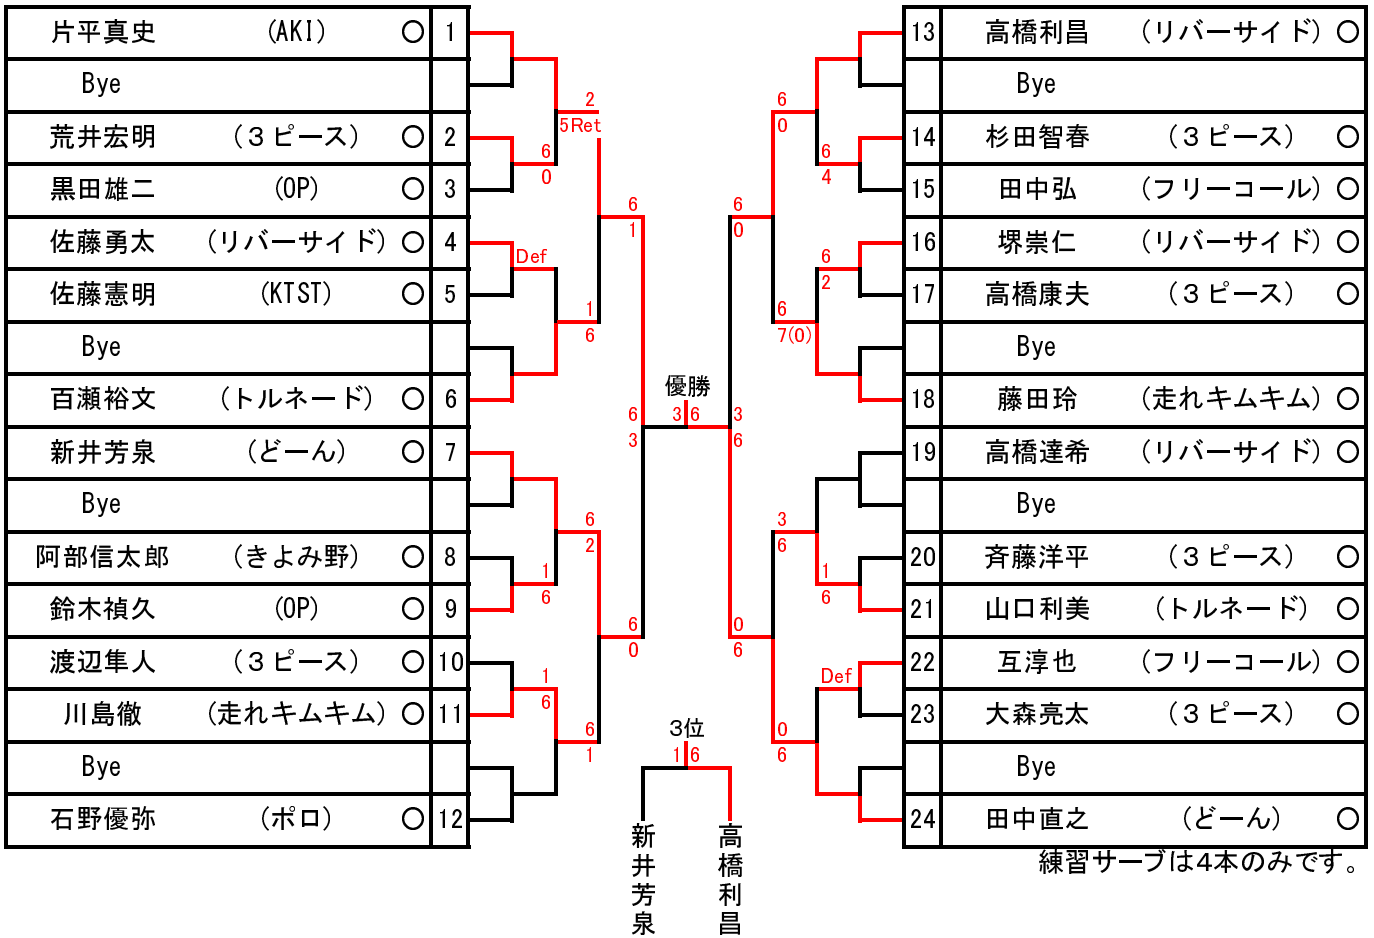 片平真史 (AKI) ○ 1
Bye
荒井宏明 (３ピース) ○ 2
黒田雄二 (OP) ○ 3
佐藤勇太 (リバーサイド) ○ 4
佐藤憲明 (KTST) ○ 5
Bye
百瀬裕文 (トルネード) ○ 6
新井芳泉 (どーん) ○ 7
Bye
阿部信太郎 (きよみ野) ○ 8
鈴木禎久 (OP) ○ 9
渡辺隼人 (３ピース) ○ 10
川島徹 (走れキムキム) ○ 11
Bye
石野優弥 (ポロ) ○ 12
6
0
Def
1
6
1
6
2
5Ret
1
6
6
2
6
1
6
1
6
0
6
3
優勝
3 6
3位
1 6
新井芳泉
高橋利昌
3
6
6
0
0
6
6
0
6
7(0)
3
6
0
6
6
4
6
2
1
6
Def
13 高橋利昌 (リバーサイド) ○
Bye
14 杉田智春 (３ピース) ○
15 田中弘 (フリーコール) ○
16 堺崇仁 (リバーサイド) ○
17 高橋康夫 (３ピース) ○
Bye
18 藤田玲 (走れキムキム) ○
19 高橋達希 (リバーサイド) ○
Bye
20 斉藤洋平 (３ピース) ○
21 山口利美 (トルネード) ○
22 互淳也 (フリーコール) ○
23 大森亮太 (３ピース) ○
Bye
24 田中直之 (どーん) ○
練習サーブは４本のみです。